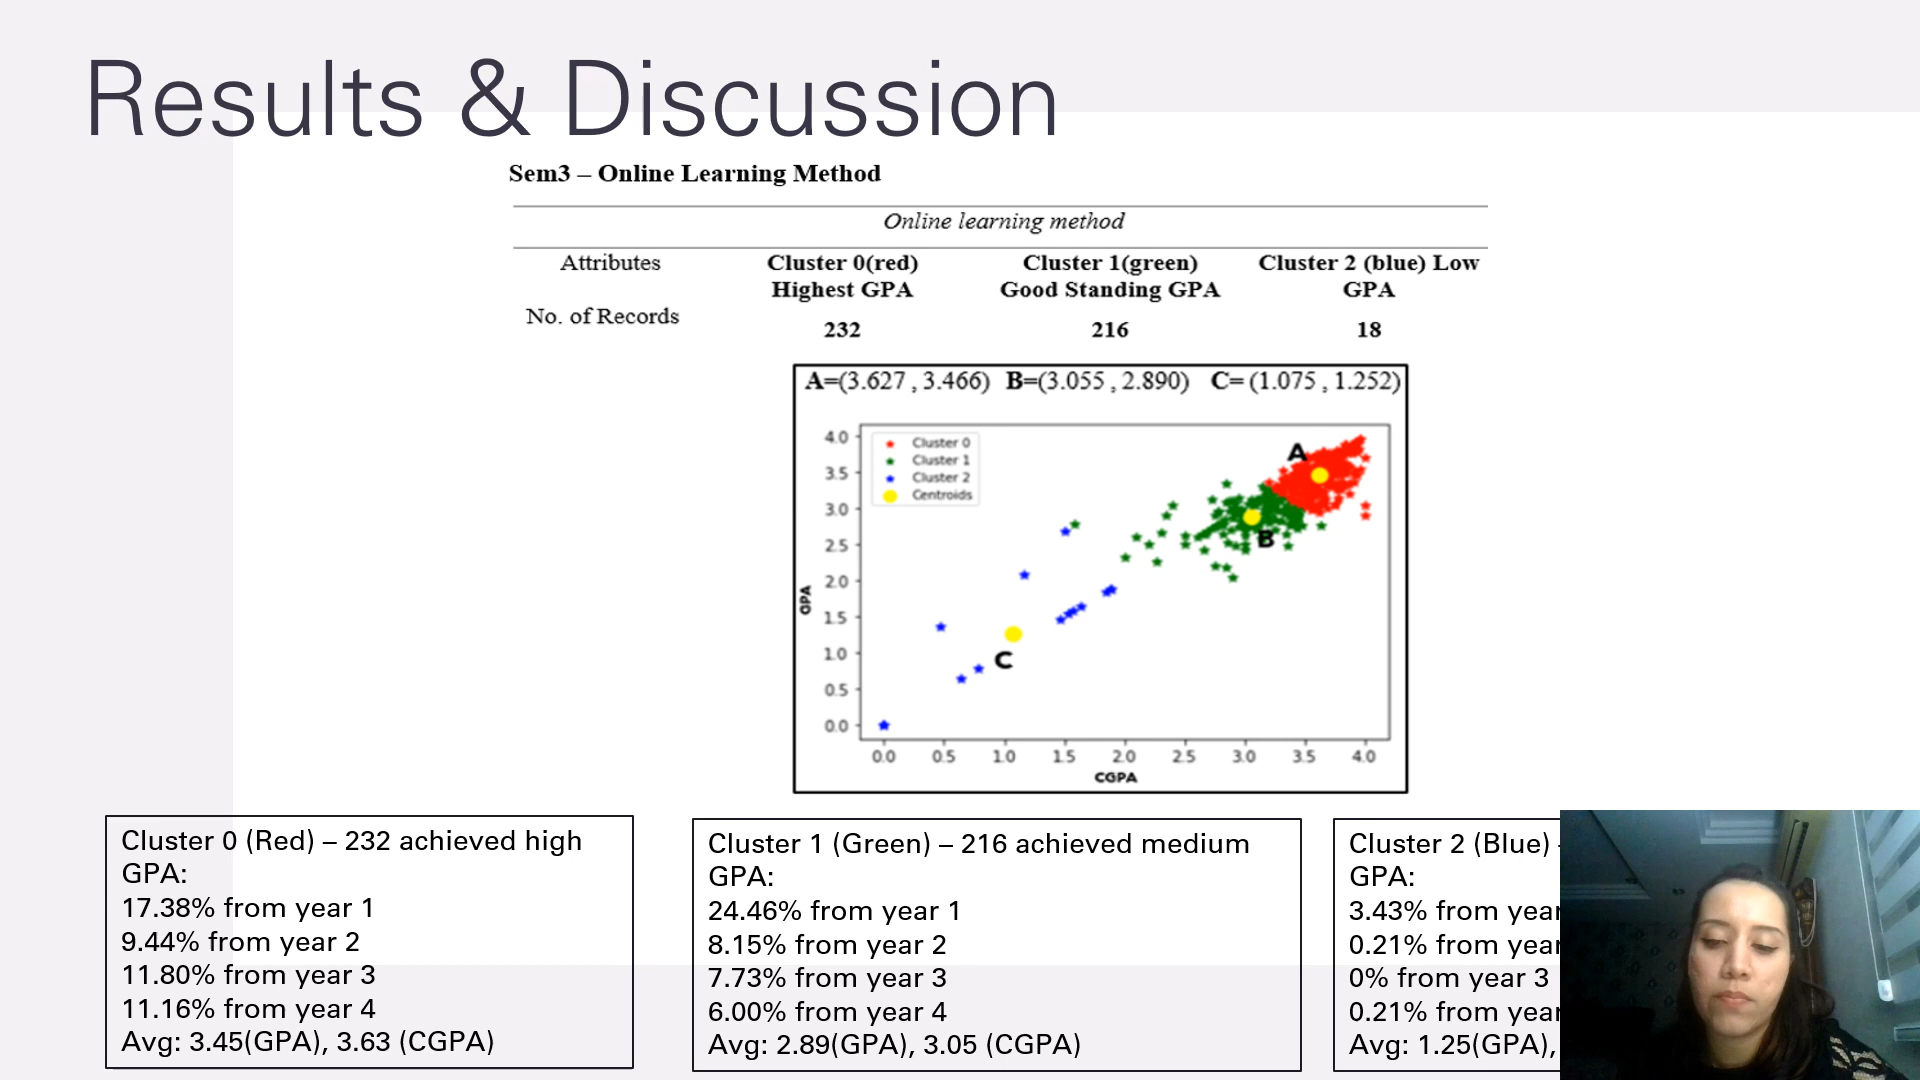 Results & Discussion
Sem3 – Online Learning Method
Online learning method
Attributes
Cluster 0(red)
Highest GPA
Cluster 1(green)
Good Standing GPA
Cluster 2 (blue) Low
GPA
No. of Records
232
216
18
A=(3.627 , 3.466) B=(3.055 , 2.890) C= (1.075 , 1.252)
Cluster 0
Cluster 1
Cluster 2
Centroids
A
B
C
4.0
3.5
3.0
2.5
2.0
1.5
1.0
0.5
0.0
GPA
0.0 0.5 1.0 1.5 2.0 2.5 3.0 3.5 4.0
CGPA
Cluster 0 (Red) – 232 achieved high
GPA:
17.38% from year 1
9.44% from year 2
11.80% from year 3
11.16% from year 4
Avg: 3.45(GPA), 3.63 (CGPA)
Cluster 1 (Green) – 216 achieved medium
GPA:
24.46% from year 1
8.15% from year 2
7.73% from year 3
6.00% from year 4
Avg: 2.89(GPA), 3.05 (CGPA)
Cluster 2 (Blue)
GPA:
3.43% from year
0.21% from year
0% from year 3
0.21% from year
Avg: 1.25(GPA),